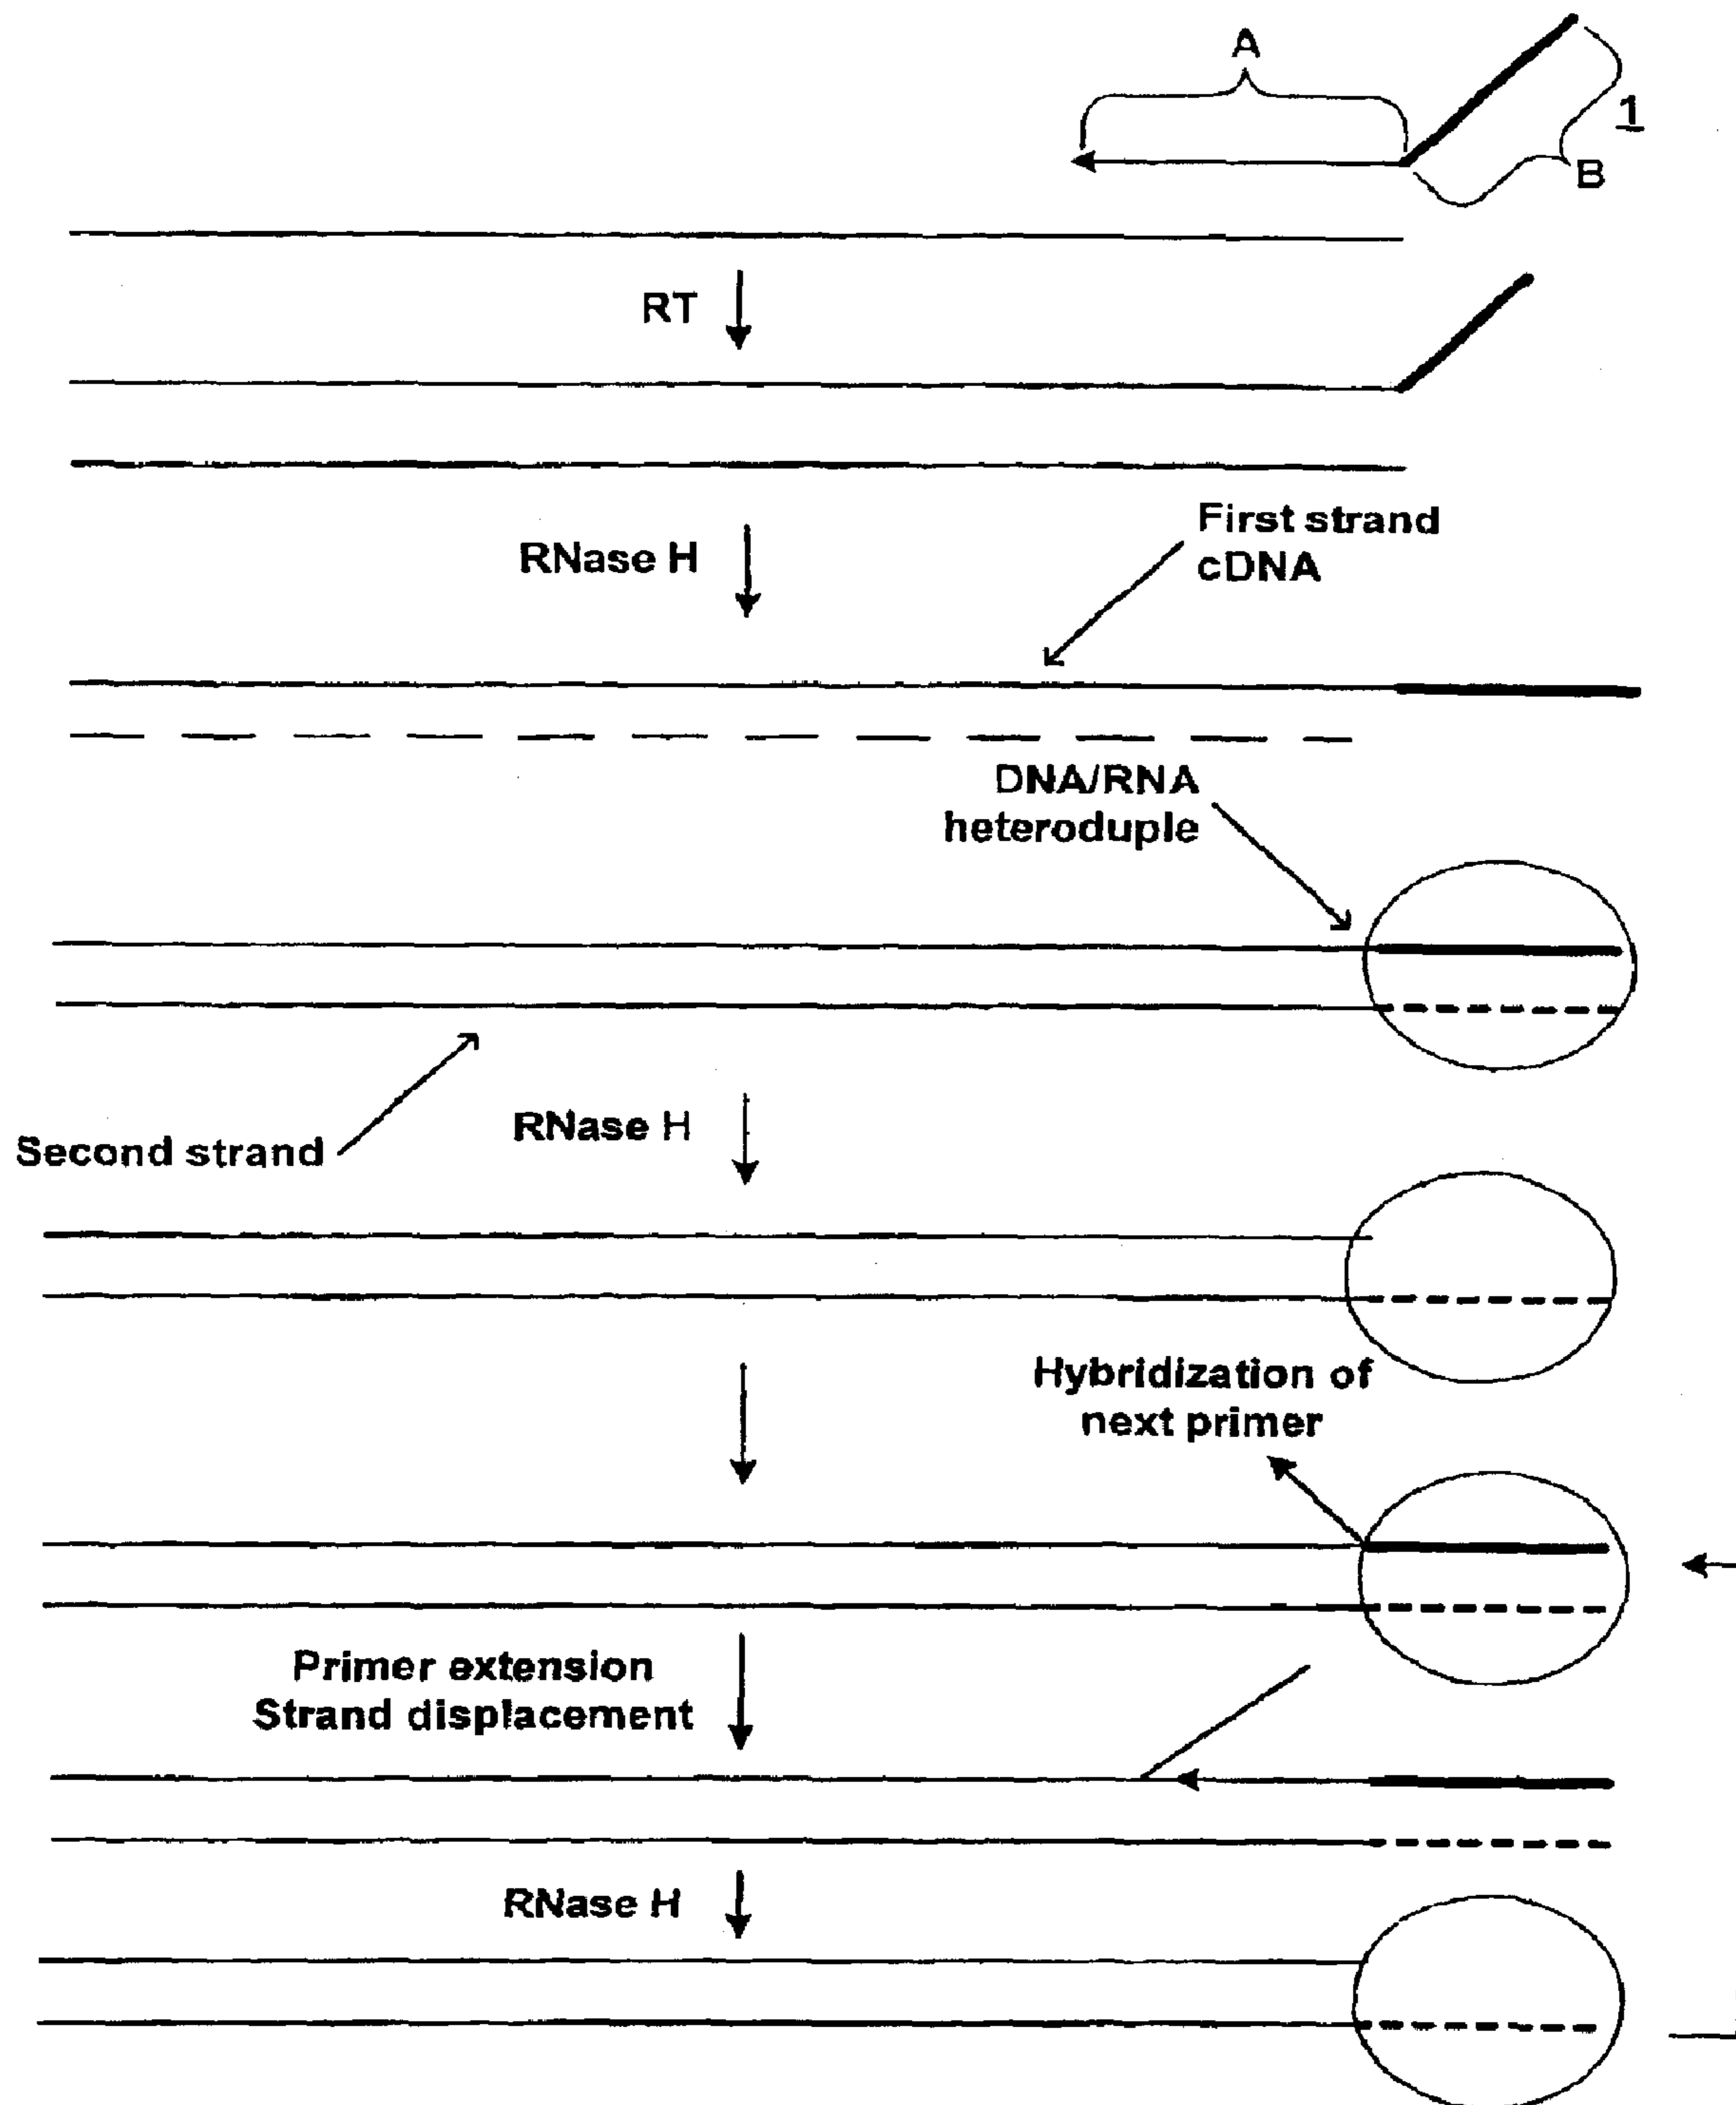 A
1
B
RT
RNase H
First strand
cDNA
DNA/RNA
heteroduple
RNase H
Second strand
Hybridization of
next primer
Primer extension
Strand displacement
RNase H